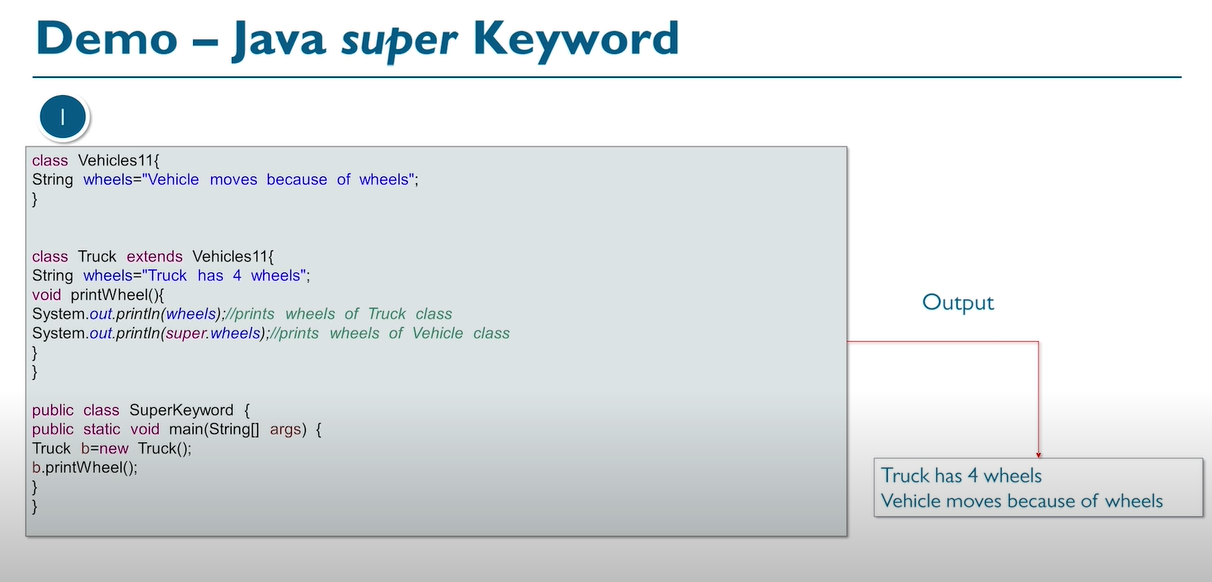 Demo – Java super Keyword
1
class Vehicles11{
String wheels="Vehicle moves because of wheels";
}
class Truck extends Vehicles11{
String wheels="Truck has 4 wheels";
void printWheel(){
System.out.println(wheels);//prints wheels of Truck class
System.out.println(super.wheels);//prints wheels of Vehicle class
}
}
public class SuperKeyword {
public static void main(String[] args) {
Truck b=new Truck();
b.printWheel();
}
}
Output
Truck has 4 wheels
Vehicle moves because of wheels